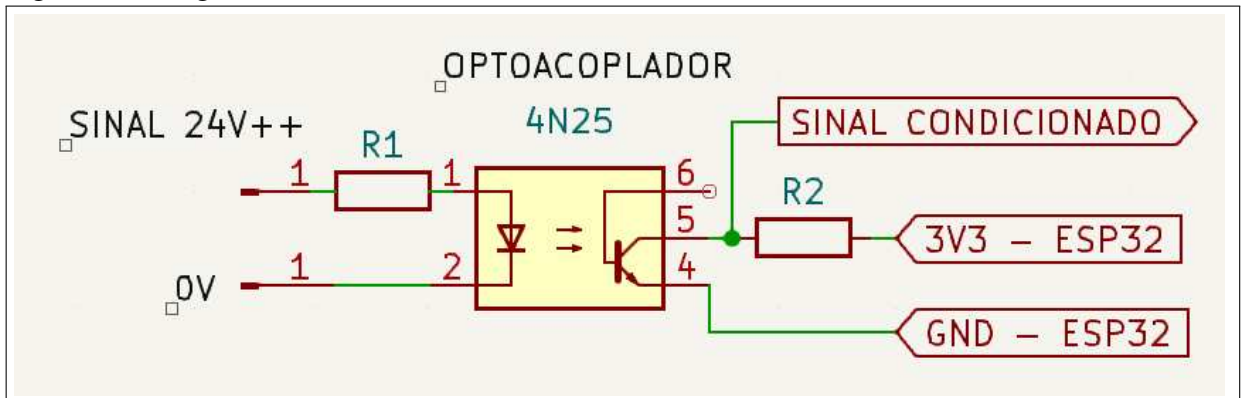 OPTOACOPLADOR
4N25
SINAL 24V++
SINAL CONDICIONADO
R1
1
1
6
R2
5
3V3 - ESP32
1
2
4
0V
GND - ESP32